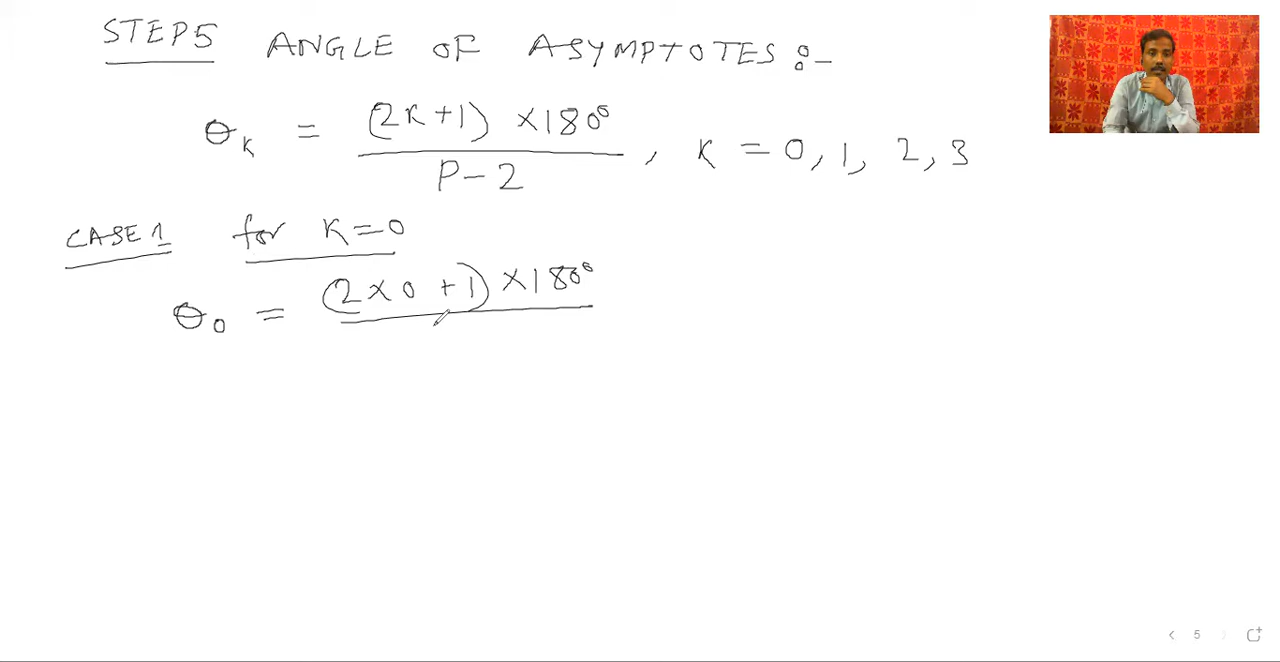 STEP5 ANGLE OF ASYMPTOTES :-
θK = (2K+1) ×180°
P-2
, K = 0, 1, 2, 3
CASE 1 for K=0
θ0 = (2×0+1)×180°
5